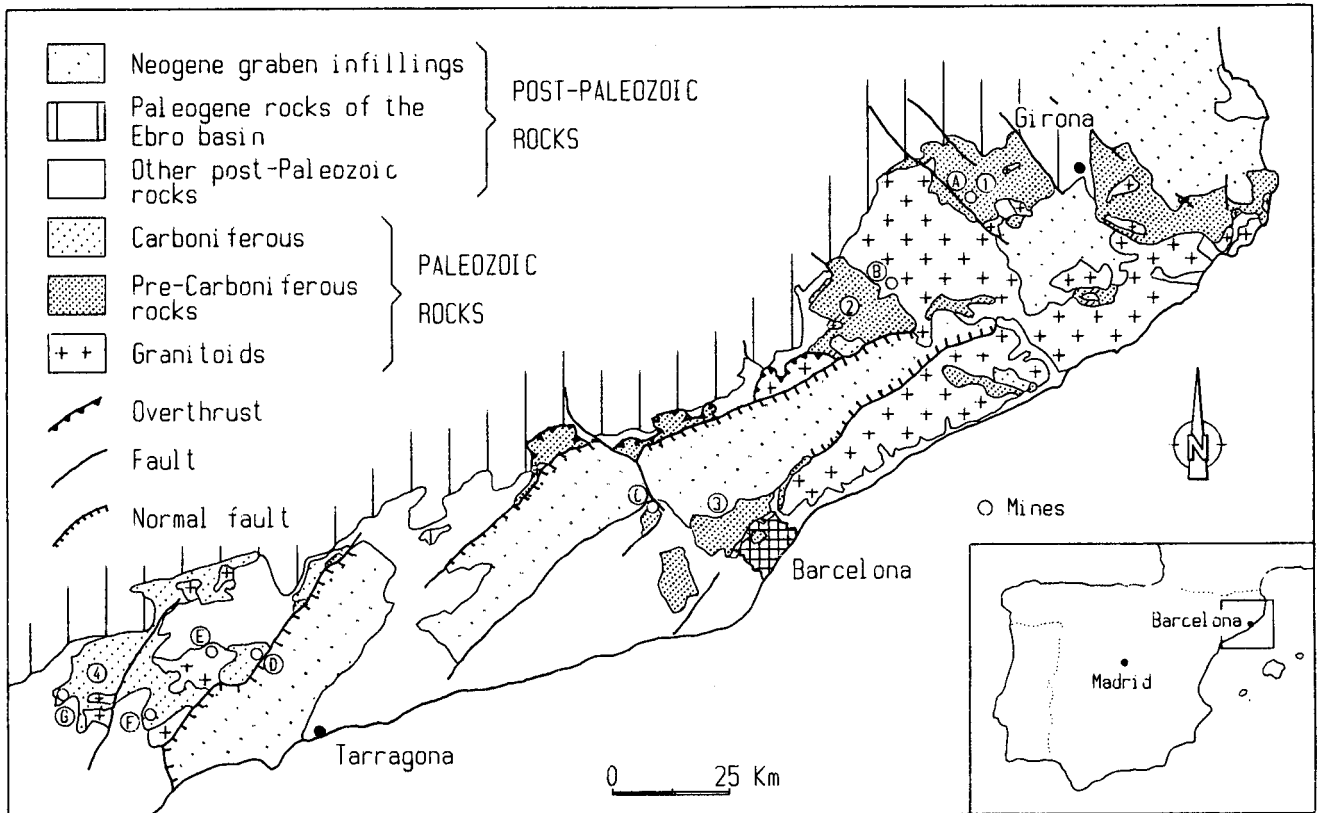 Neogene graben infillings
Paleogene rocks of the
Ebro basin
Other post-Paleozoic
rocks
POST-PALEOZOIC
ROCKS
Carboniferous
Pre-Carboniferous
rocks
Granitoids
PALEOZOIC
ROCKS
Overthrust
Fault
Normal fault
Girona
A
1
B
2
C
3
Barcelona
N
Mines
E
D
4
G
F
Tarragona
0
25 Km
Barcelona
Madrid